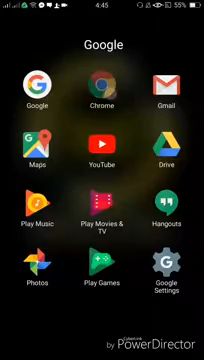 4:45
55%
Google
Google
Chrome
Gmail
Maps
YouTube
Drive
Play Music
Play Movies &
TV
Hangouts
Photos
Play Games
Google
Settings
CyberLink
by PowerDirector